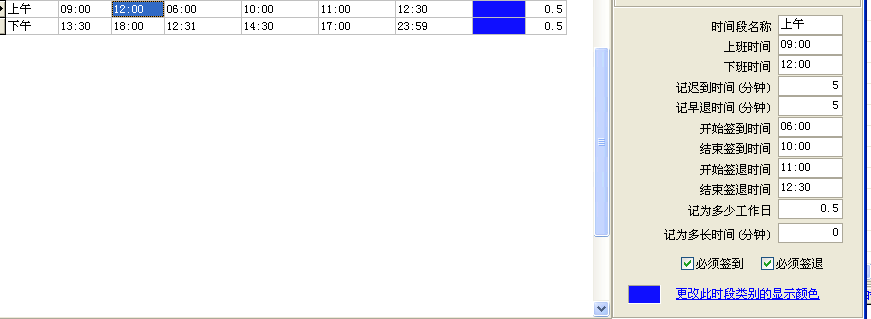 上午 09:00 12:00 06:00 10:00 11:00 12:30 0.5
下午 13:30 18:00 12:31 14:30 17:00 23:59 0.5
时间段名称 上午
上班时间 09:00
下班时间 12:00
记迟到时间(分钟) 5
记早退时间(分钟) 5
开始签到时间 06:00
结束签到时间 10:00
开始签退时间 11:00
结束签退时间 12:30
记为多少工作日 0.5
记为多长时间(分钟) 0
必须签到 必须签退
更改此时段类别的显示颜色